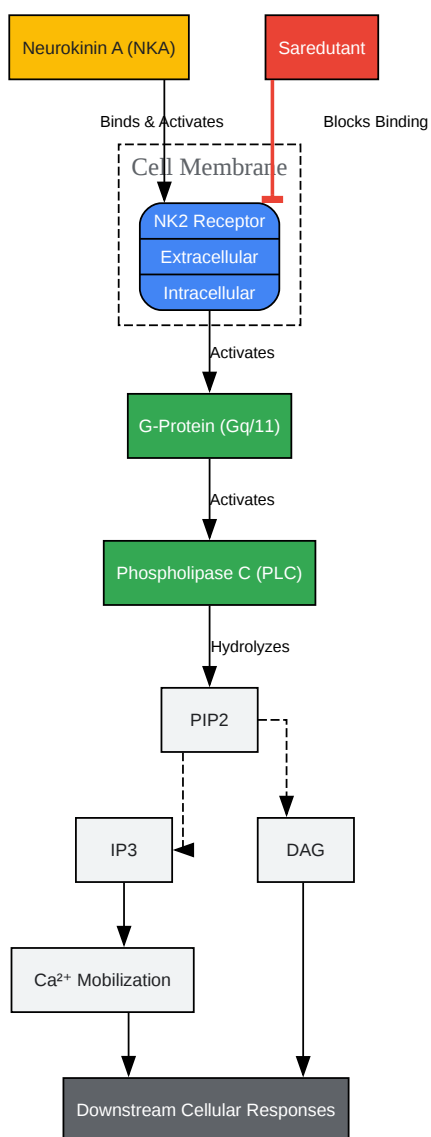 Neurokinin A (NKA)
Saredutant
Binds & Activates
Blocks Binding
Cell Membrane
NK2 Receptor
Extracellular
Intracellular
Activates
G-Protein (Gq/11)
Activates
Phospholipase C (PLC)
Hydrolyzes
PIP2
IP3
DAG
Ca²⁺ Mobilization
Downstream Cellular Responses